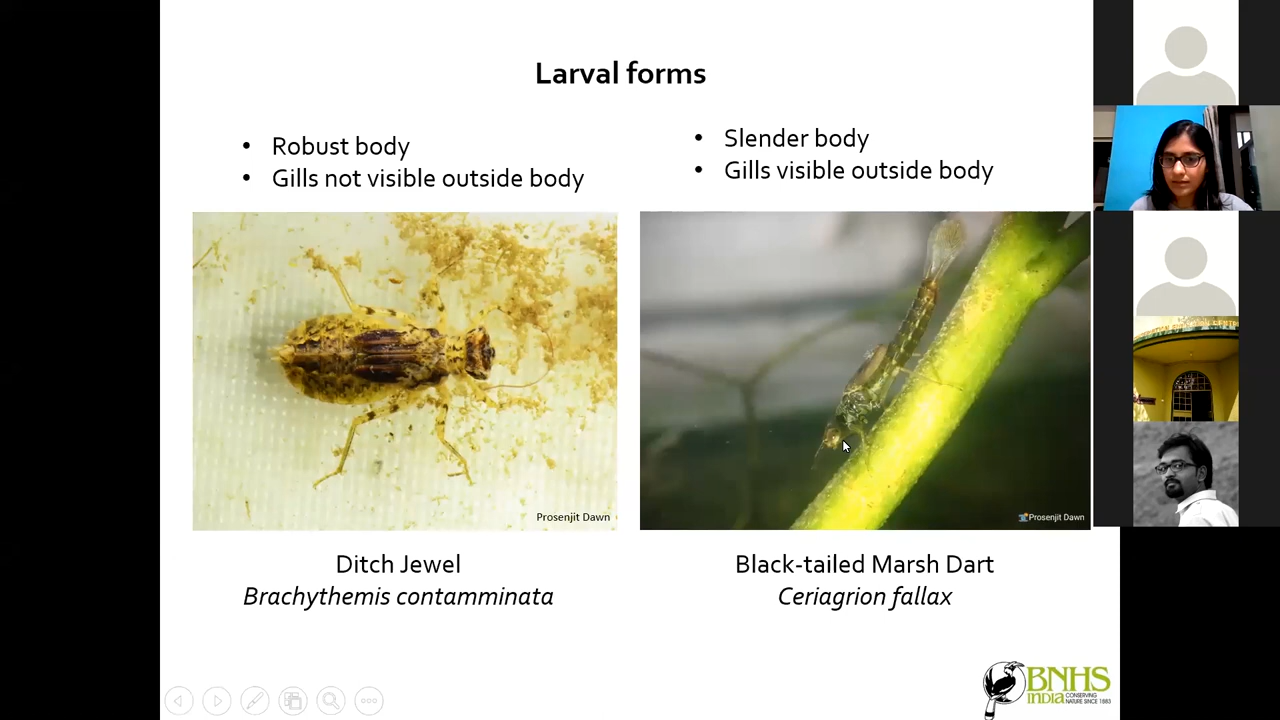 Larval forms
• Robust body
• Gills not visible outside body
• Slender body
• Gills visible outside body
Prosenjit Dawn
Prosenjit Dawn
Ditch Jewel
Brachythemis contamminata
Black-tailed Marsh Dart
Ceriagrion fallax
BNHS
INDIA
CONSERVING
NATURE SINCE 1883